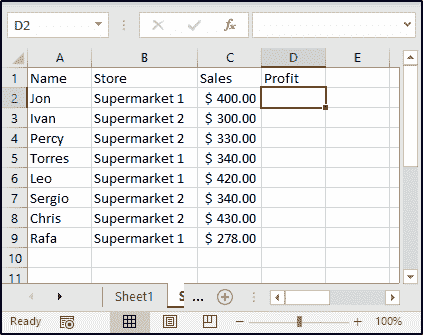 D2 fx
A B C D E
1 Name Store Sales Profit
2 Jon Supermarket 1 $ 400.00
3 Ivan Supermarket 2 $ 300.00
4 Percy Supermarket 2 $ 330.00
5 Torres Supermarket 1 $ 340.00
6 Leo Supermarket 1 $ 420.00
7 Sergio Supermarket 2 $ 340.00
8 Chris Supermarket 2 $ 430.00
9 Rafa Supermarket 1 $ 278.00
10
11
Sheet1 S ...
Ready 100%